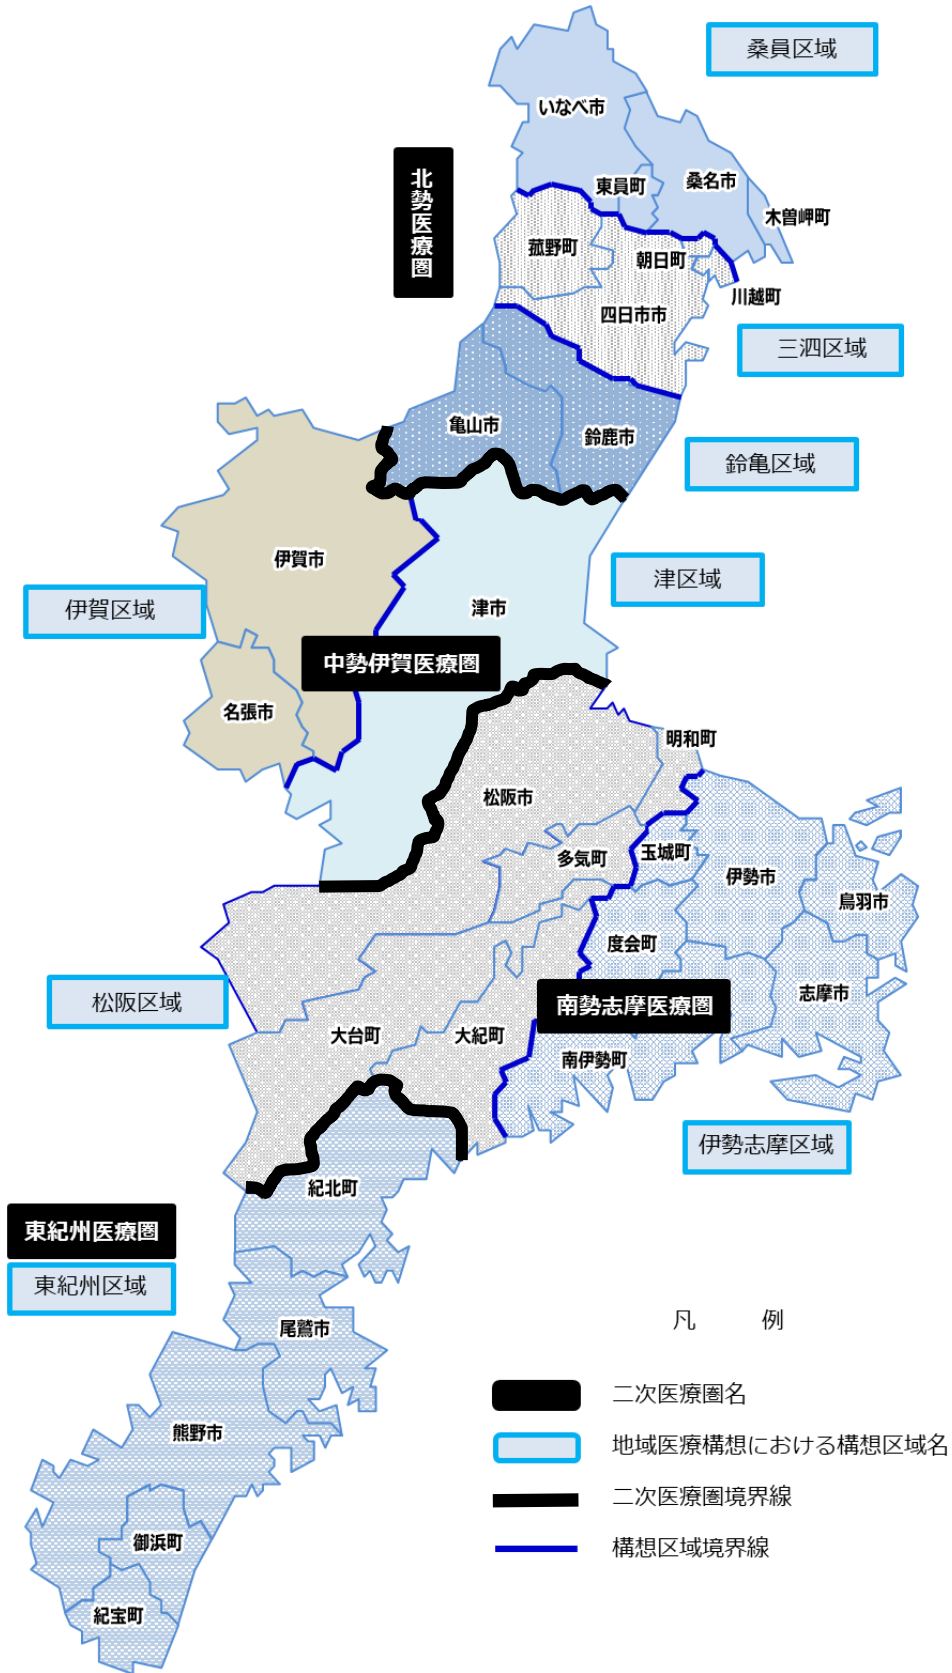 桑員区域
いなべ市
北勢医療圏
東員町
桑名市
木曽岬町
菰野町
朝日町
川越町
四日市市
三泗区域
亀山市
鈴鹿市
鈴亀区域
伊賀市
津区域
伊賀区域
津市
中勢伊賀医療圏
名張市
明和町
松阪市
多気町
玉城町
伊勢市
鳥羽市
度会町
松阪区域
南勢志摩医療圏
志摩市
大台町
大紀町
南伊勢町
伊勢志摩区域
紀北町
東紀州医療圏
東紀州区域
尾鷲市
熊野市
御浜町
紀宝町
凡 例
二次医療圏名
地域医療構想における構想区域名
二次医療圏境界線
構想区域境界線